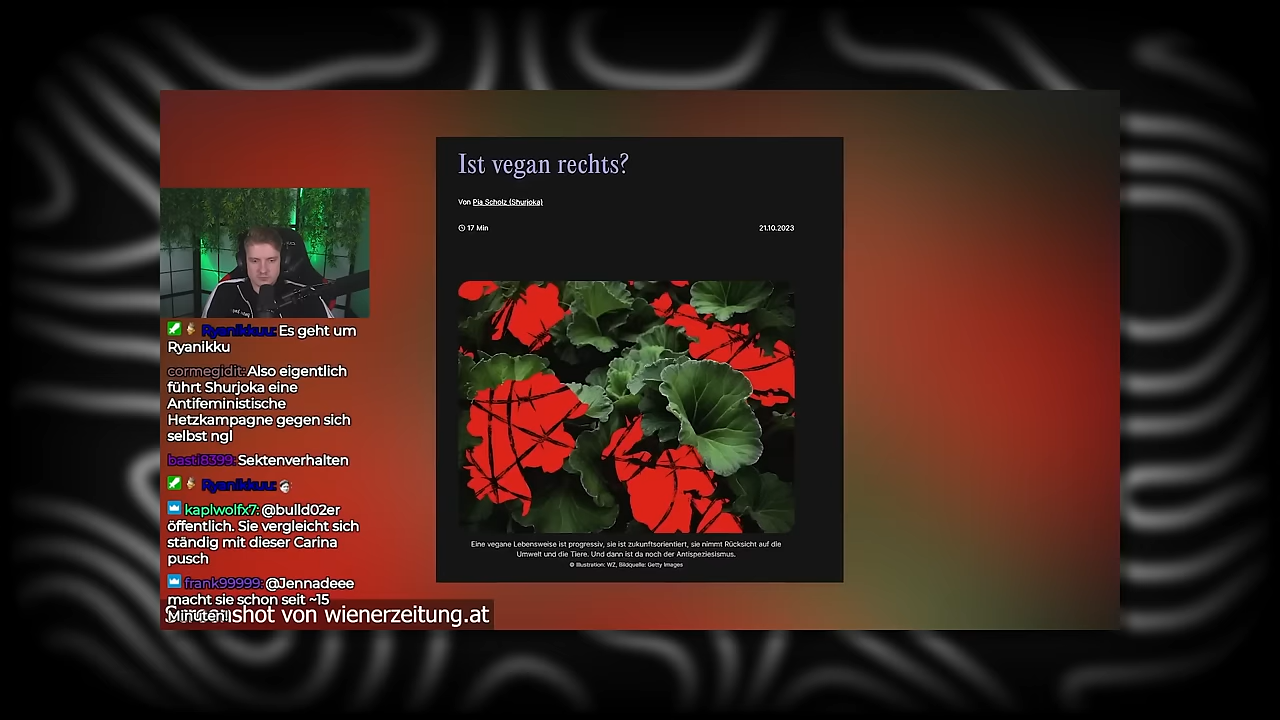 Ist vegan rechts?
Von Pia Scholz (Shurjoka)
17 Min
21.10.2023
Eine vegane Lebensweise ist progressiv, sie ist zukunftsorientiert, sie nimmt Rücksicht auf die
Umwelt und die Tiere. Und dann ist da noch der Antispeziesismus.
© Illustration: WZ, Bildquelle: Getty Images
Ryanikkuu: Es geht um
Ryanikku
cormegidit: Also eigentlich
führt Shurjoka eine
Antifeministische
Hetzkampagne gegen sich
selbst ngl
basti8399: Sektenverhalten
Ryanikkuu:
kaplwolfx7: @build02er
öffentlich. Sie vergleicht sich
ständig mit dieser Carina
pusch
frank99999: @Jennadeee
macht sie schon seit ~15
Minuten
Screenshot von wienerzeitung.at